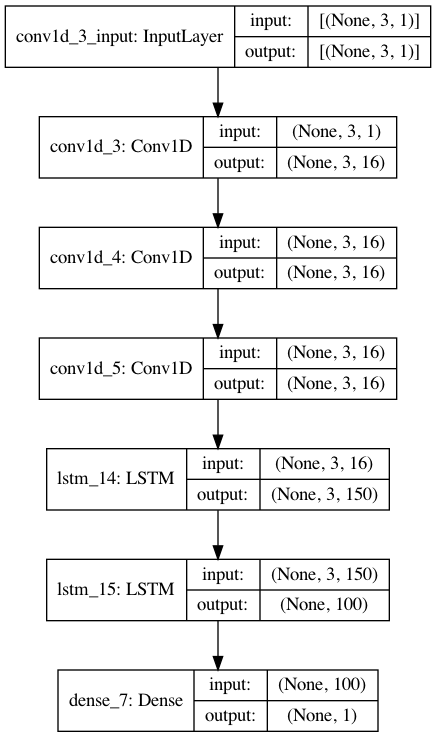 conv1d_3_input: InputLayer
input: [(None, 3, 1)]
output: [(None, 3, 1)]
conv1d_3: Conv1D
input: (None, 3, 1)
output: (None, 3, 16)
conv1d_4: Conv1D
input: (None, 3, 16)
output: (None, 3, 16)
conv1d_5: Conv1D
input: (None, 3, 16)
output: (None, 3, 16)
lstm_14: LSTM
input: (None, 3, 16)
output: (None, 3, 150)
lstm_15: LSTM
input: (None, 3, 150)
output: (None, 100)
dense_7: Dense
input: (None, 100)
output: (None, 1)